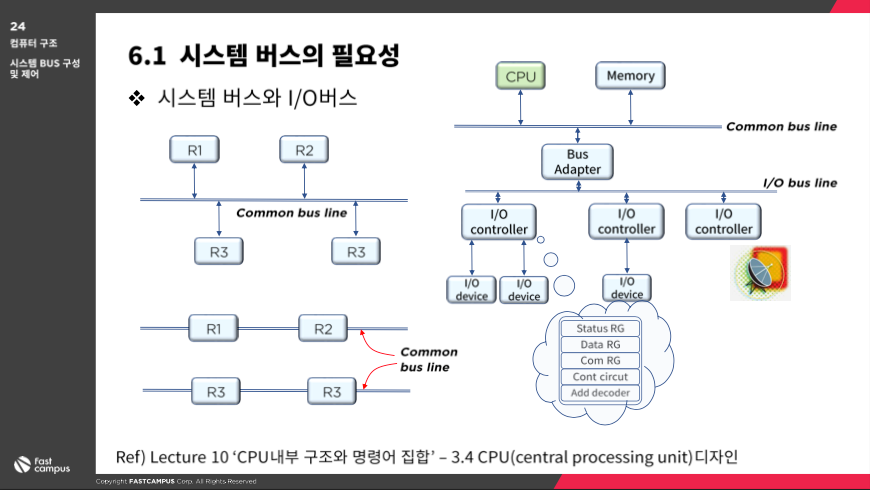 24
컴퓨터 구조
시스템 BUS 구성
및 제어
6.1 시스템 버스의 필요성
❖ 시스템 버스와 I/O버스
R1
R2
Common bus line
R3
R3
R1
R2
Common
bus line
R3
R3
CPU
Memory
Common bus line
Bus
Adapter
I/O bus line
I/O
controller
I/O
controller
I/O
controller
I/O
device
I/O
device
I/O
device
Status RG
Data RG
Com RG
Cont circut
Add decoder
Ref) Lecture 10 ‘CPU내부 구조와 명령어 집합’ – 3.4 CPU(central processing unit)디자인
fast
campus
Copyright FASTCAMPUS Corp. All Rights Reserved